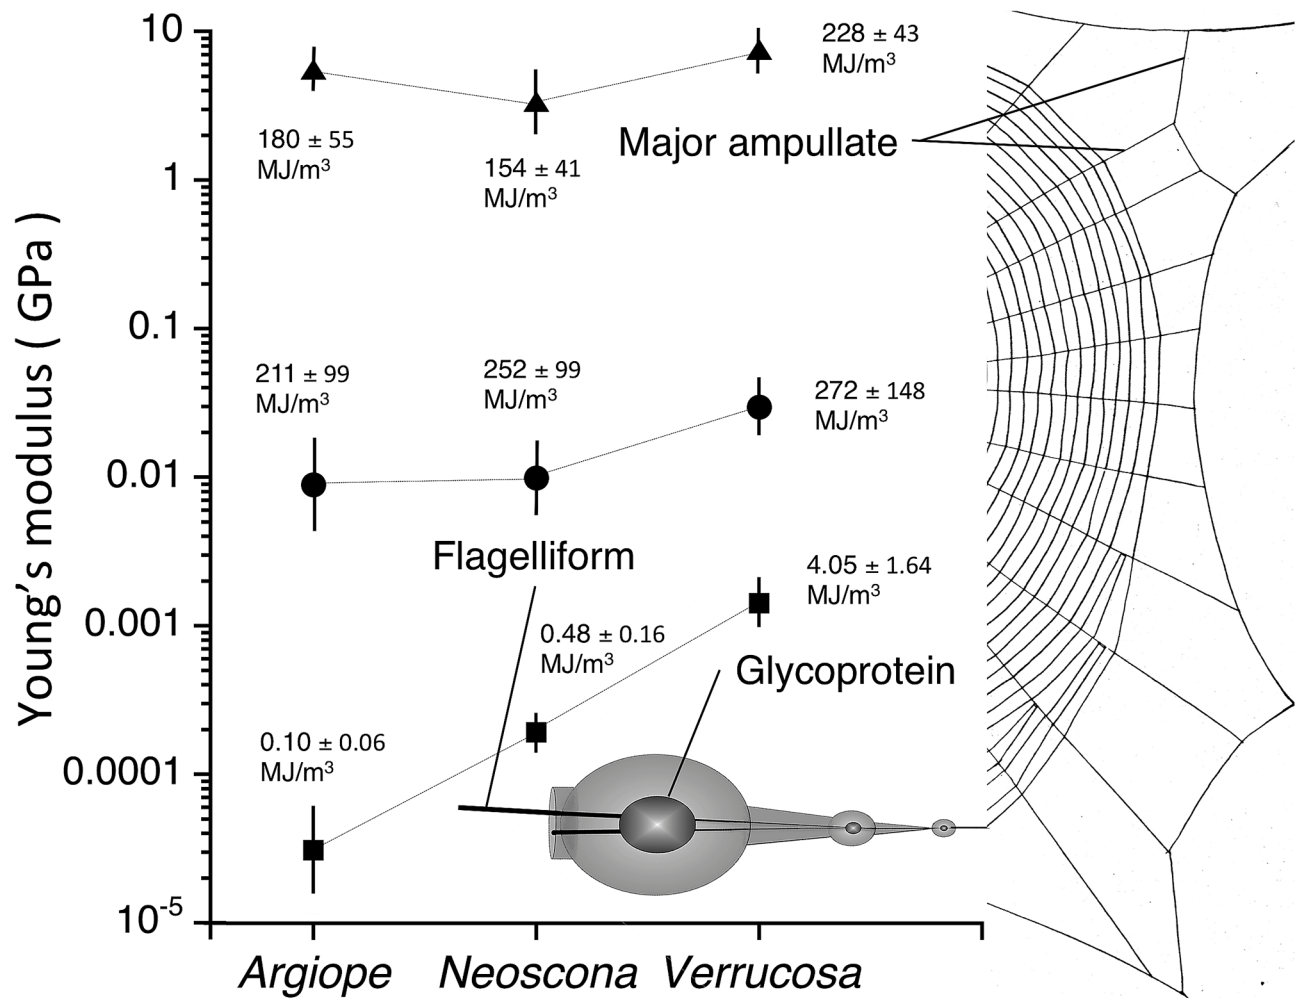 10
228 ± 43
MJ/m³
180 ± 55
MJ/m³
154 ± 41
MJ/m³
Major ampullate
1
Young's modulus ( GPa )
0.1
211 ± 99
MJ/m³
252 ± 99
MJ/m³
272 ± 148
MJ/m³
0.01
Flagelliform
4.05 ± 1.64
MJ/m³
0.001
0.48 ± 0.16
MJ/m³
Glycoprotein
0.10 ± 0.06
MJ/m³
0.0001
10⁻⁵
Argiope Neoscona Verrucosa